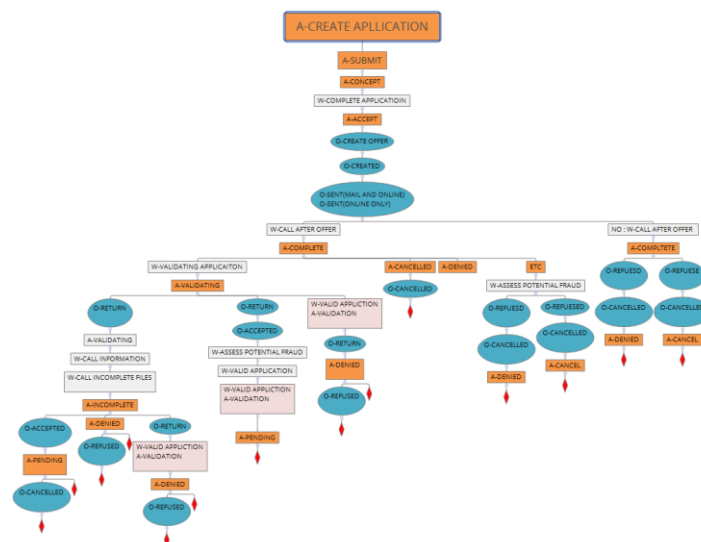 A-CREATE APLLICATION
A-SUBMIT
A-CONCEPT
W-COMPLETE APPLICATIOIN
A-ACCEPT
O-CREATE OFFER
O-CREATED
O-SENT(MAIL AND ONLINE)
O-SENT(ONLINE ONLY)
W-CALL AFTER OFFER
NO : W-CALL AFTER OFFER
A-COMPLETE
A-COMPLTETE
W-VALIDATING APPLICAITON
A-CANCELLED
A-DENIED
ETC
A-VALIDATING
O-CANCELLED
W-ASSESS POTENTIAL FRAUD
O-REFUESD
O-REFUESE
O-RETURN
O-RETURN
W-VALID APPLICTION
A-VALIDATION
O-REFUESD
O-REFUESED
O-CANCELLED
O-CANCELLED
O-ACCEPTED
O-CANCELLED
O-CANCELLED
A-DENIED
A-CANCEL
A-VALIDATING
O-RETURN
W-CALL INFORMATION
W-ASSESS POTENTIAL FRAUD
A-DENIED
A-CANCEL
W-VALID APPLICATION
A-DENIED
W-CALL INCOMPLETE FILES
W-VALID APPLICTION
A-VALIDATION
O-REFUSED
A-INCOMPLETE
O-ACCEPTED
A-DENIED
O-RETURN
A-PENDING
O-REFUSED
W-VALID APPLICTION
A-VALIDATION
A-PENDING
O-CANCELLED
A-DENIED
O-REFUSED